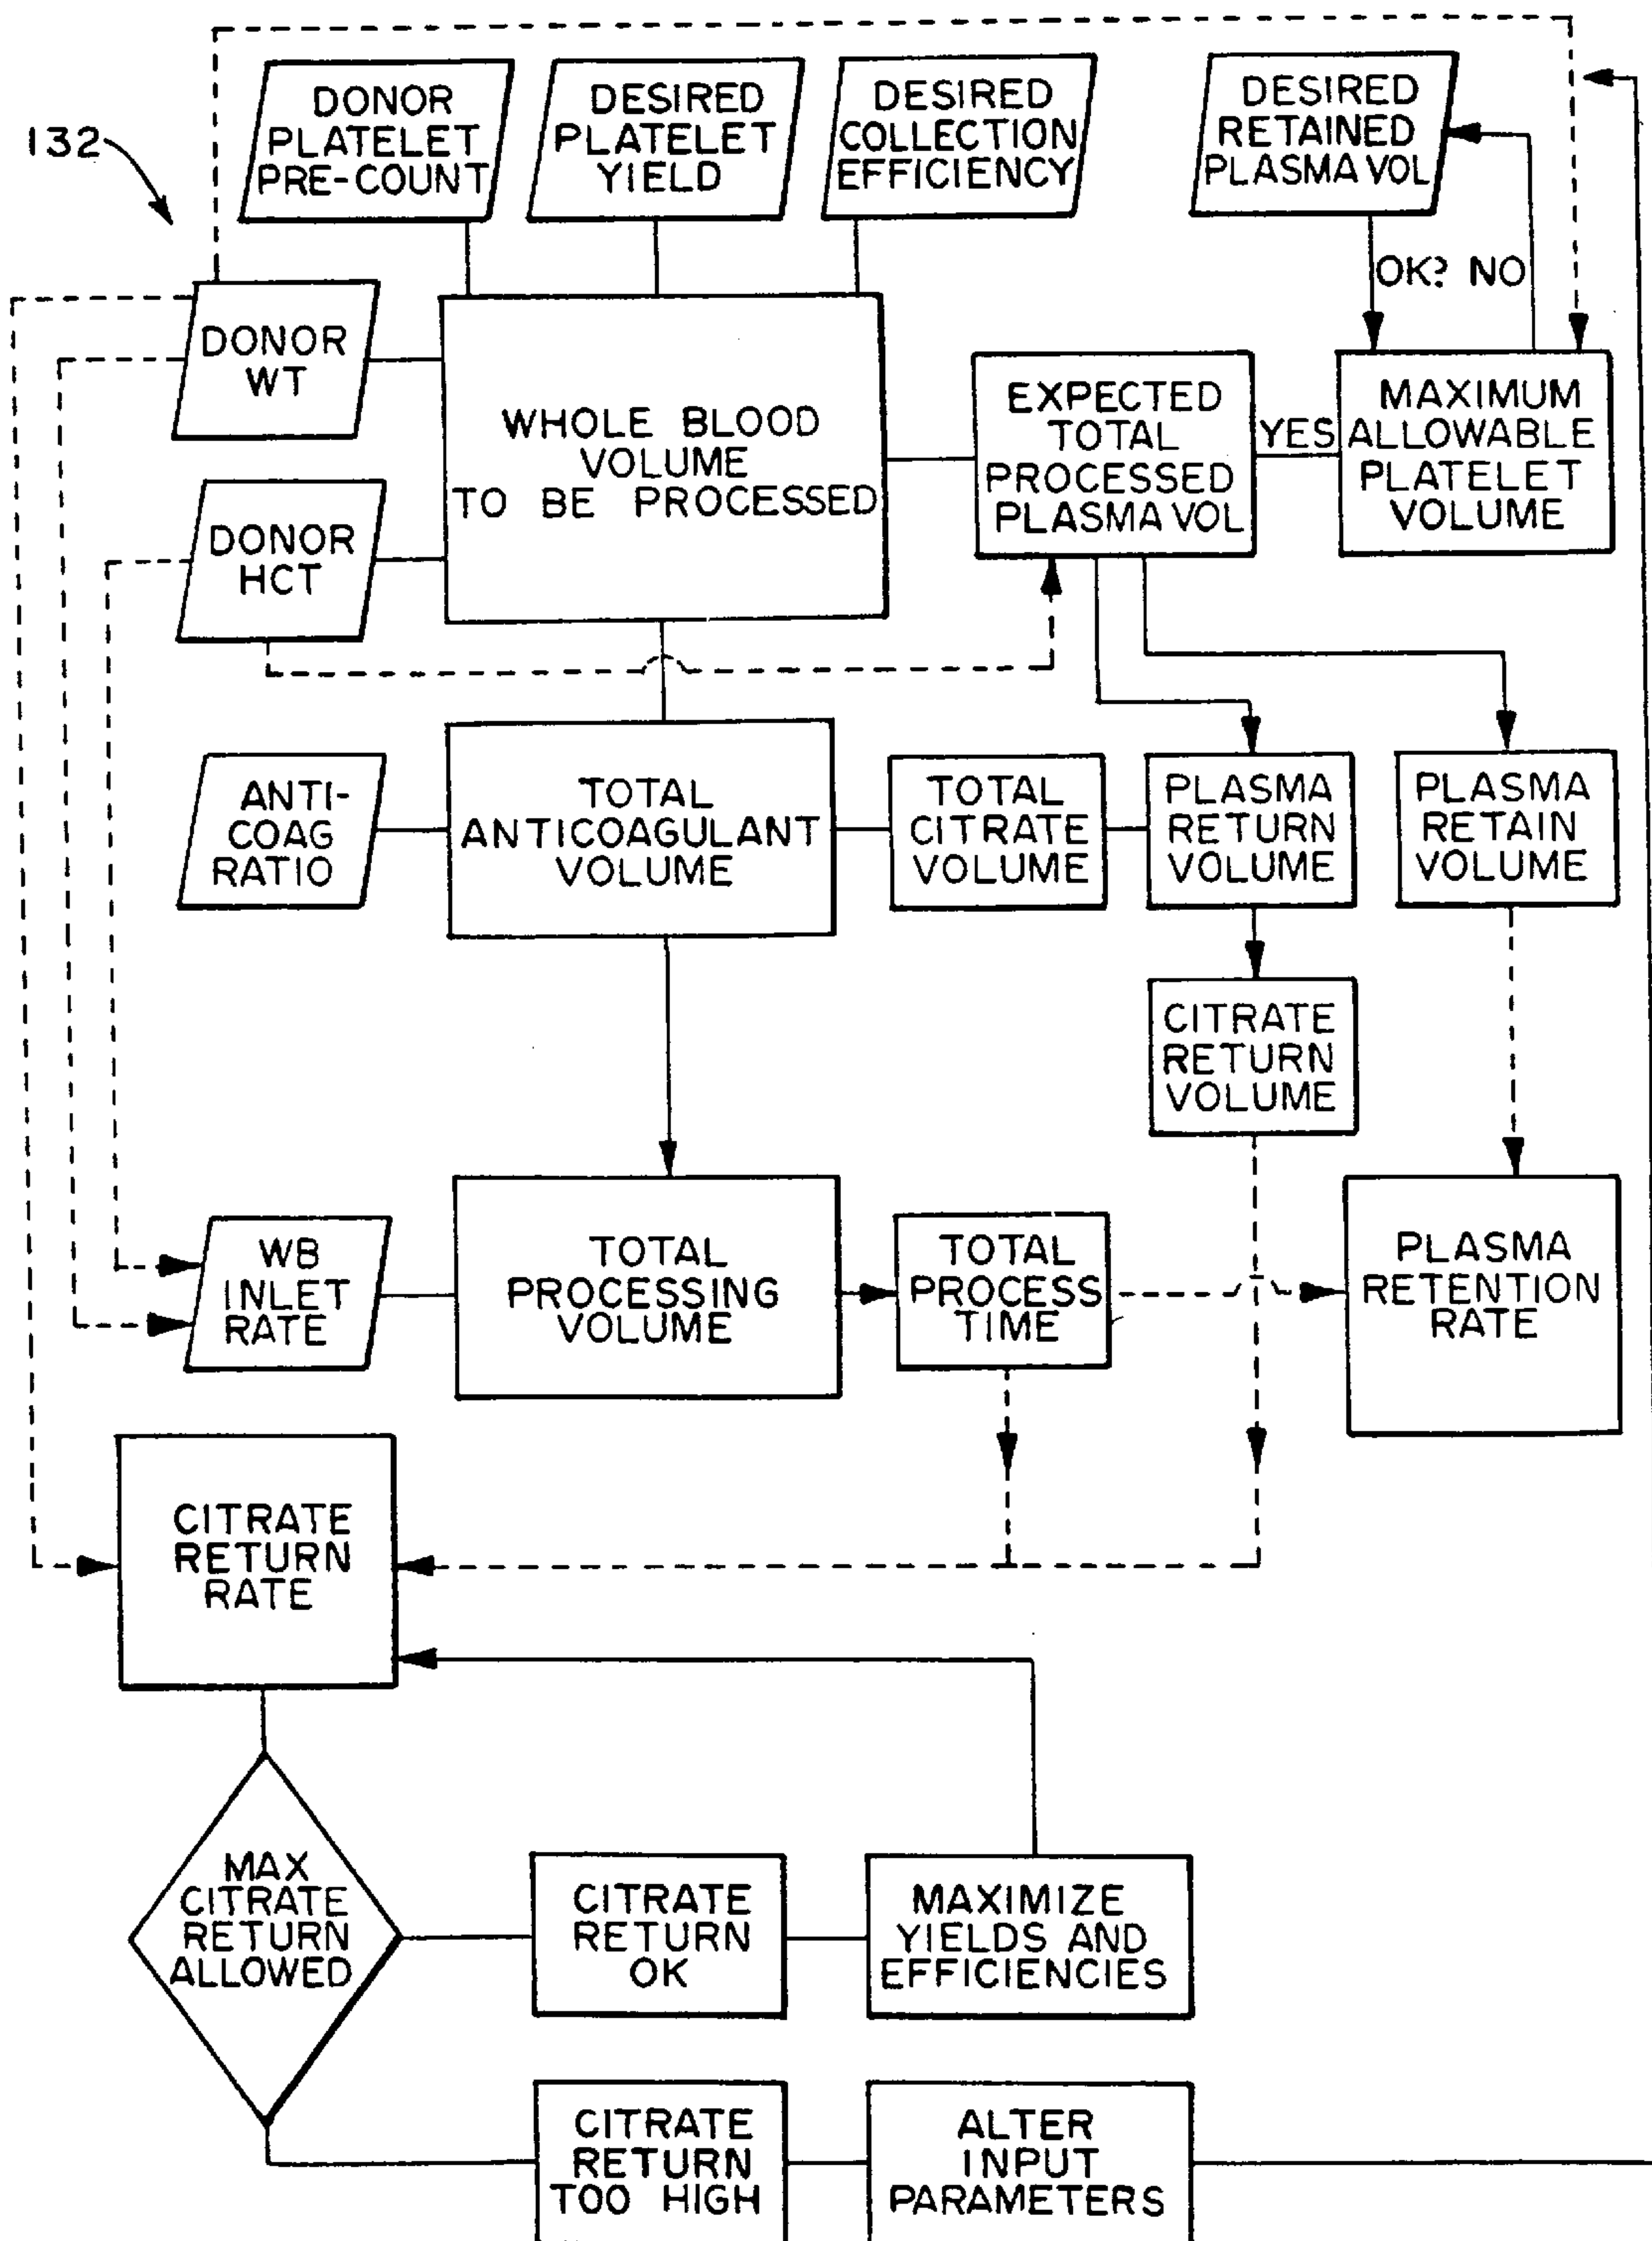 132
DONOR
PLATELET
PRE-COUNT
DESIRED
PLATELET
YIELD
DESIRED
COLLECTION
EFFICIENCY
DESIRED
RETAINED
PLASMA VOL
OK? NO
DONOR
WT
WHOLE BLOOD
VOLUME
TO BE PROCESSED
EXPECTED
TOTAL
PROCESSED
PLASMA VOL
YES
MAXIMUM
ALLOWABLE
PLATELET
VOLUME
DONOR
HCT
ANTI-
COAG
RATIO
TOTAL
ANTICOAGULANT
VOLUME
TOTAL
CITRATE
VOLUME
PLASMA
RETURN
VOLUME
PLASMA
RETAIN
VOLUME
CITRATE
RETURN
VOLUME
WB
INLET
RATE
TOTAL
PROCESSING
VOLUME
TOTAL
PROCESS
TIME
PLASMA
RETENTION
RATE
CITRATE
RETURN
RATE
MAX
CITRATE
RETURN
ALLOWED
CITRATE
RETURN
OK
MAXIMIZE
YIELDS AND
EFFICIENCIES
CITRATE
RETURN
TOO HIGH
ALTER
INPUT
PARAMETERS